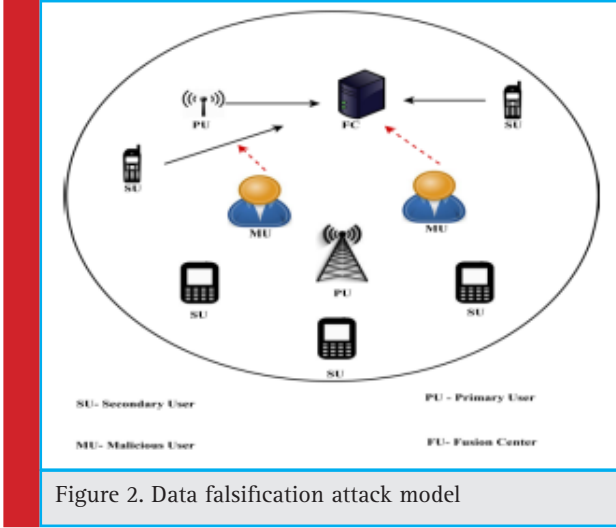 PU
FC
SU
SU
MU
MU
PU
SU
SU
SU
SU- Secondary User
PU - Primary User
MU- Malicious User
FU- Fusion Center
Figure 2. Data falsification attack model